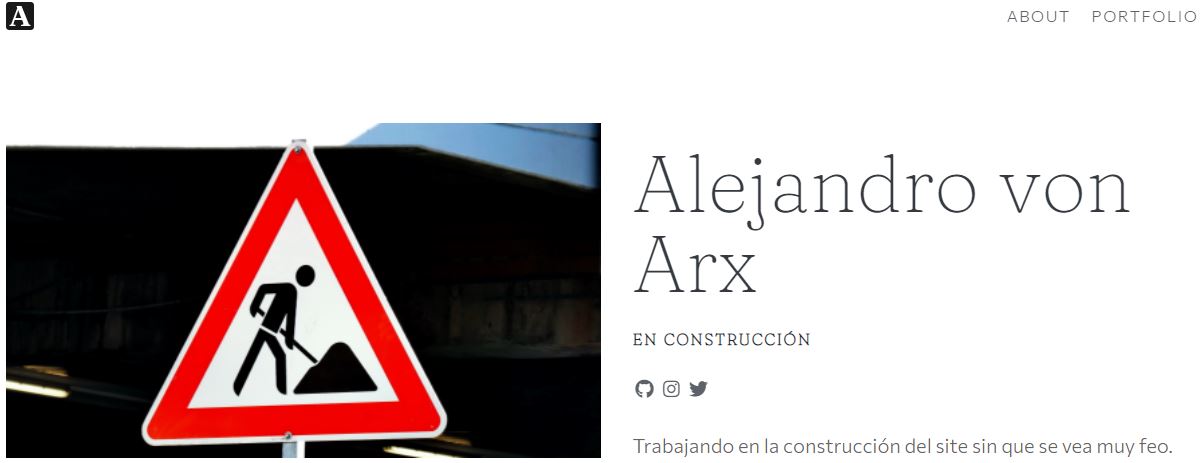 A
ABOUT PORTFOLIO
Alejandro von
Arx
EN CONSTRUCCIÓN
Trabajando en la construcción del site sin que se vea muy feo.